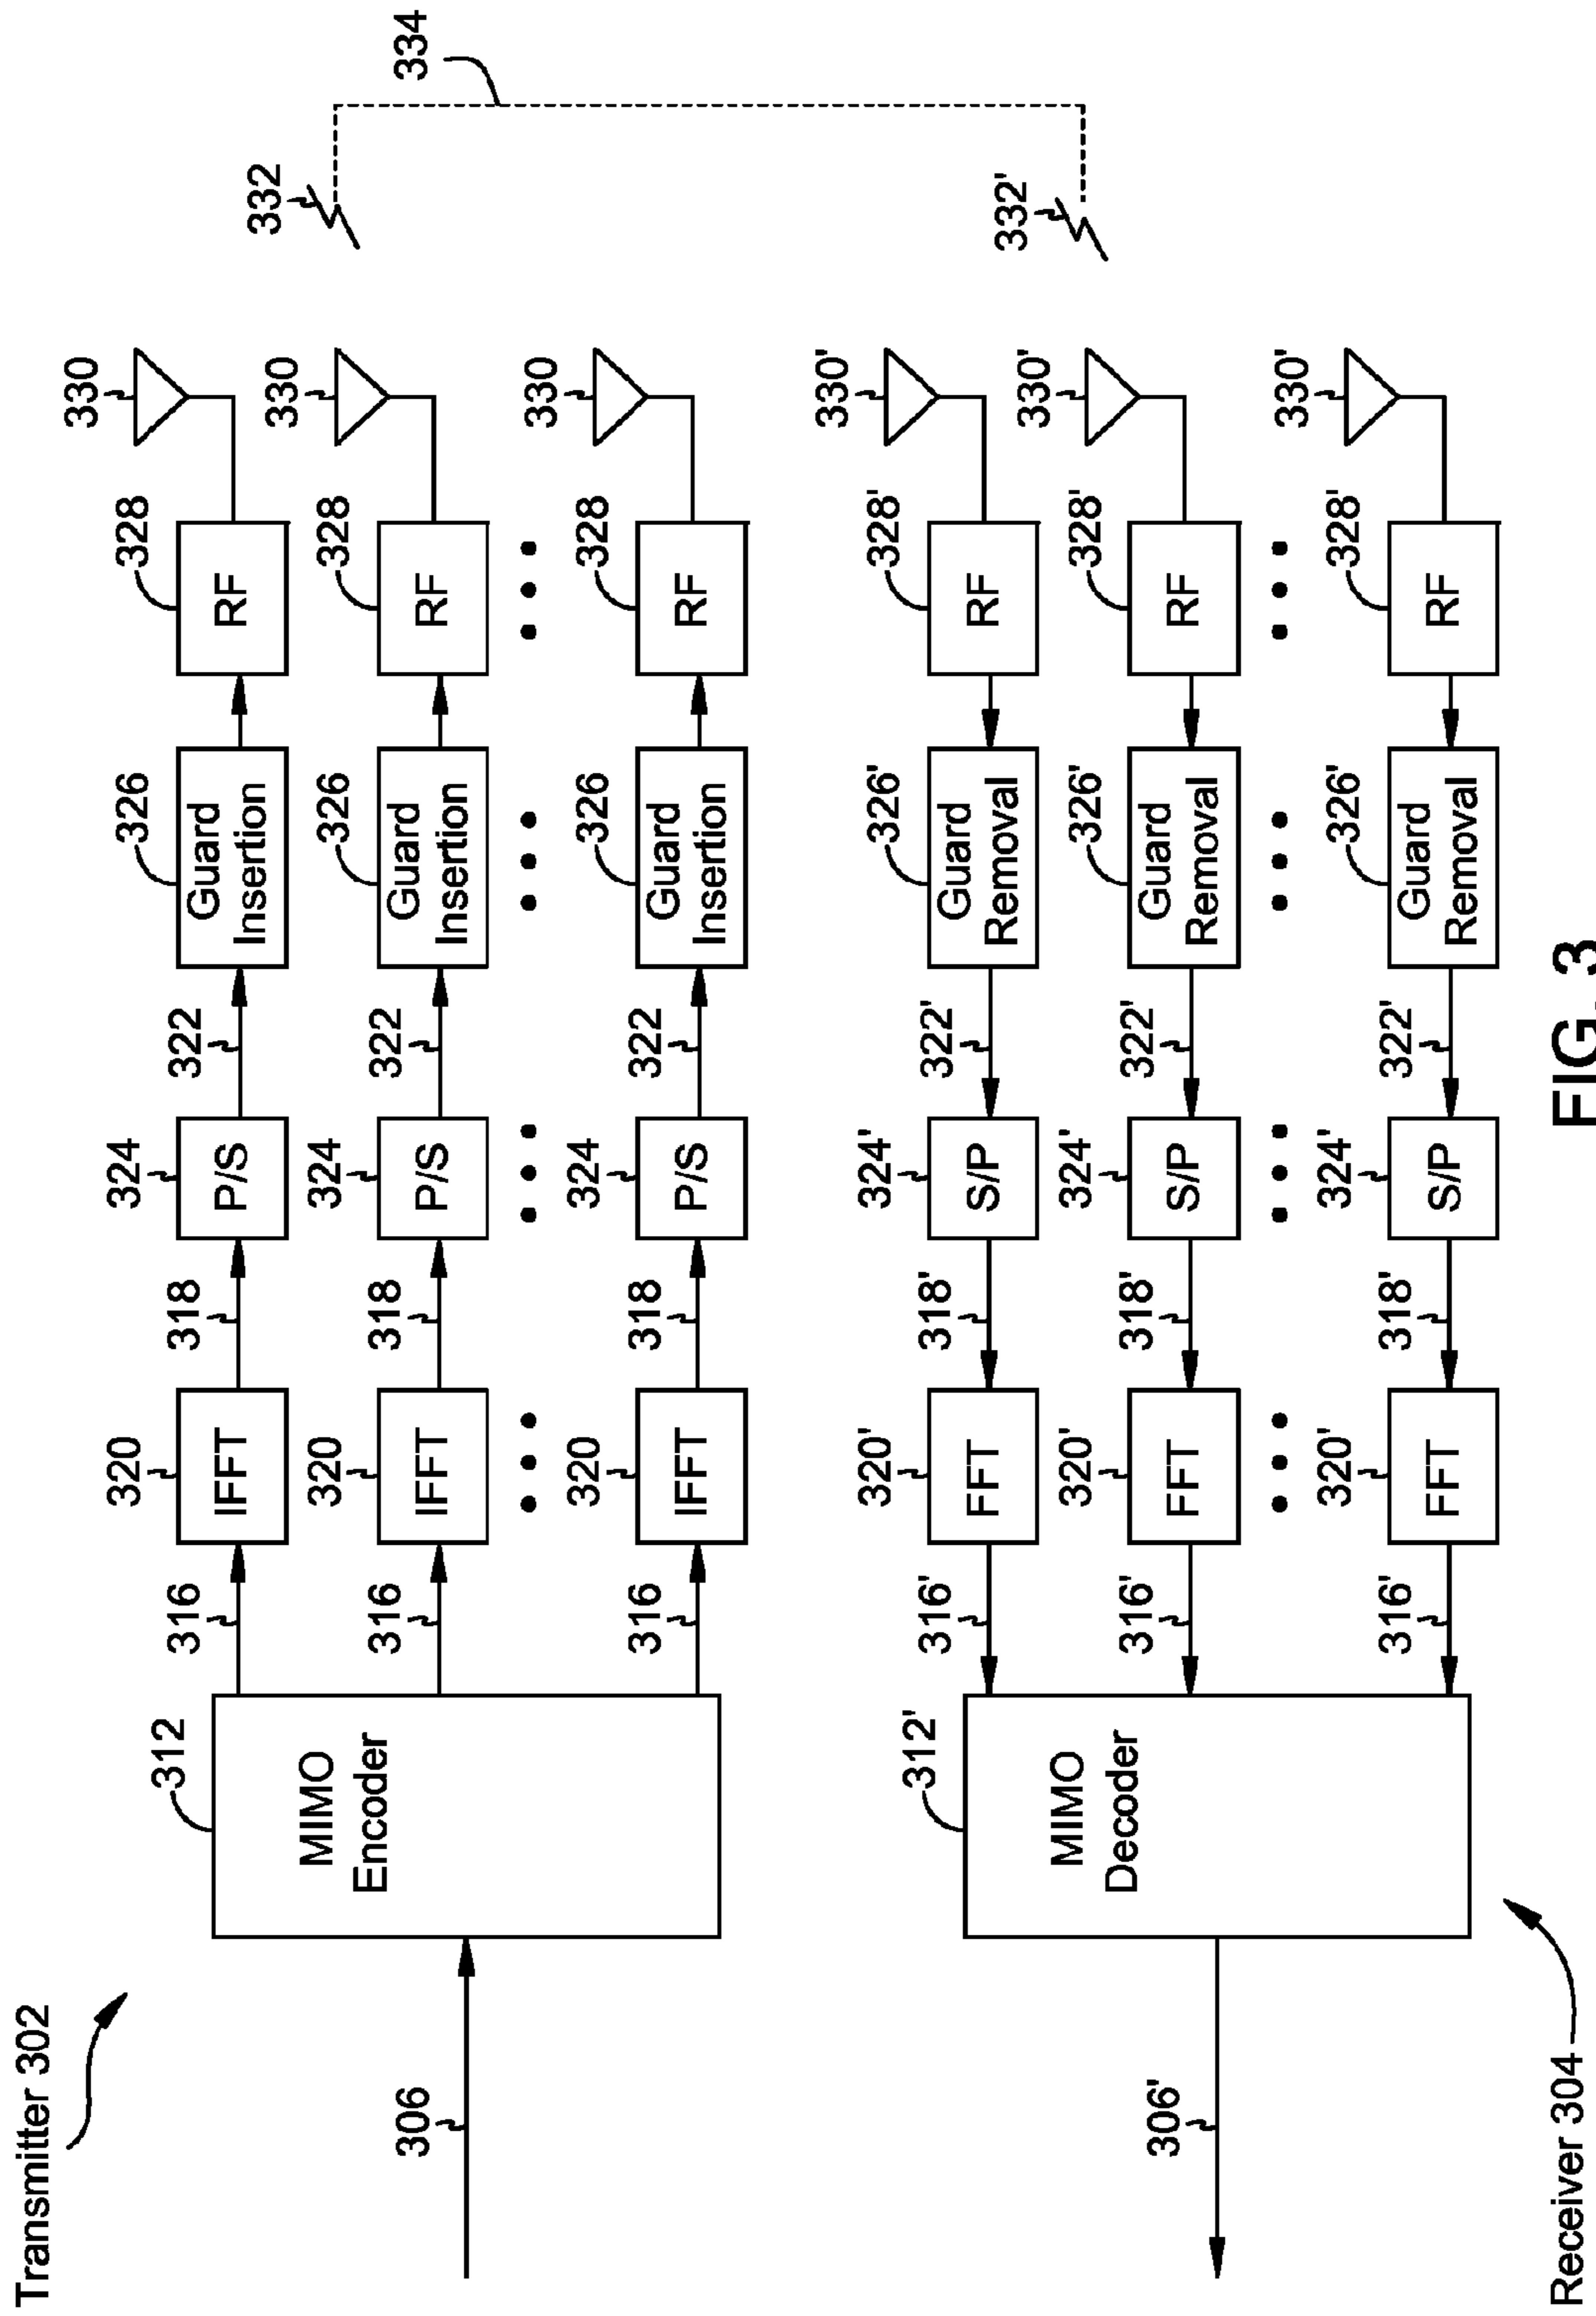 Transmitter 302
306
312
MIMO
Encoder
316
320
IFFT
318
324
P/S
322
326
Guard
Insertion
328
RF
330
316
320
IFFT
318
324
P/S
322
326
Guard
Insertion
328
RF
330
316
320
IFFT
318
324
P/S
322
326
Guard
Insertion
328
RF
330
332
334
332'
306'
312'
MIMO
Decoder
316'
320'
FFT
318'
324'
S/P
322'
326'
Guard
Removal
328'
RF
330'
316'
320'
FFT
318'
324'
S/P
322'
326'
Guard
Removal
328'
RF
330'
316'
320'
FFT
318'
324'
S/P
322'
326'
Guard
Removal
328'
RF
330'
Receiver 304
FIG. 3